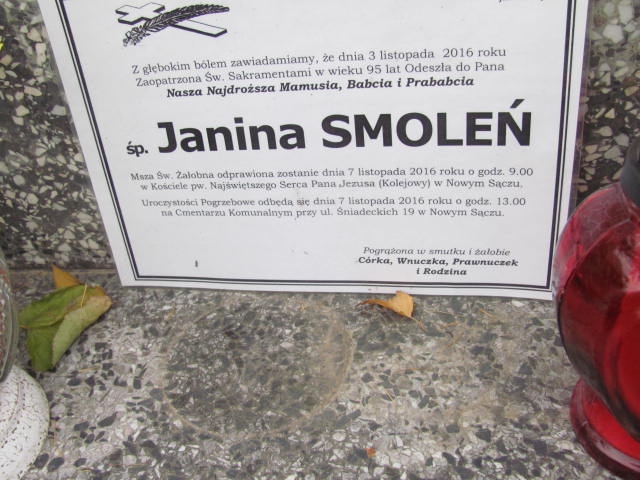 Z głębokim bólem zawiadamiamy, że dnia 3 listopada 2016 roku
Zaopatrzona Św. Sakramentami w wieku 95 lat Odeszła do Pana
Nasza Najdroższa Mamusia, Babcia i Prababcia
śp. Janina SMOLEŃ
Msza Św. Żałobna odprawiona zostanie dnia 7 listopada 2016 roku o godz. 9.00
w Kościele pw. Najświętszego Serca Pana Jezusa (Kolejowy) w Nowym Sączu.
Uroczystości Pogrzebowe odbędą się dnia 7 listopada 2016 roku o godz. 13.00
na Cmentarzu Komunalnym przy ul. Śniadeckich 19 w Nowym Sączu.
Pogrążona w smutku i żałobie
Córka, Wnuczka, Prawnuczek
i Rodzina